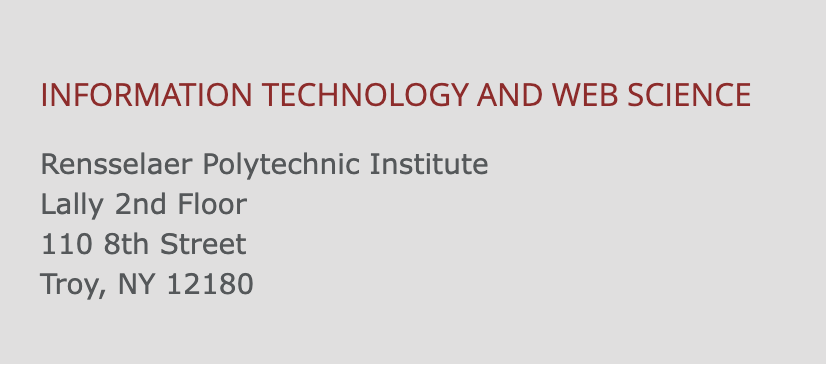 INFORMATION TECHNOLOGY AND WEB SCIENCE
Rensselaer Polytechnic Institute
Lally 2nd Floor
110 8th Street
Troy, NY 12180